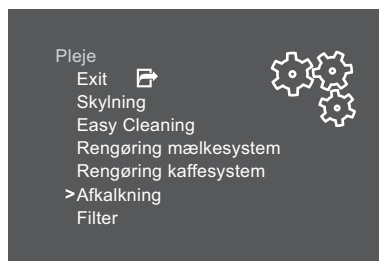 Pleje
Exit
Skylning
Easy Cleaning
Rengøring mælkesystem
Rengøring kaffesystem
>Afkalkning
Filter